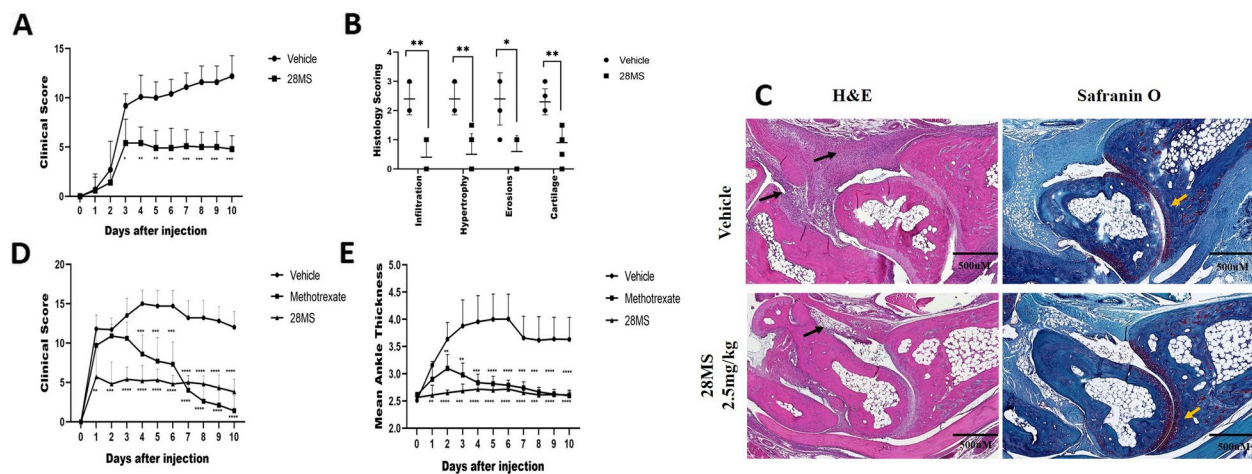 A
Clinical Score
15
10
5
0
0 1 2 3 4 5 6 7 8 9 10
Days after injection
Vehicle
28MS
* ** ** ** *** *** *** ***
B
Histology Scoring
5
4
3
2
1
0
Infiltration
Hypertrophy
Erosions
Cartilage
** ** * **
Vehicle
28MS
C
H&E Safranin O
Vehicle
500uM 500uM
28MS
2.5mg/kg
500uM 500uM
D
Clinical Score
25
20
15
10
5
0
0 1 2 3 4 5 6 7 8 9 10
Days after injection
Vehicle
Methotrexate
28MS
E
Mean Ankle Thickness
5.0
4.5
4.0
3.5
3.0
2.5
2.0
0 1 2 3 4 5 6 7 8 9 10
Days after injection
Vehicle
Methotrexate
28MS